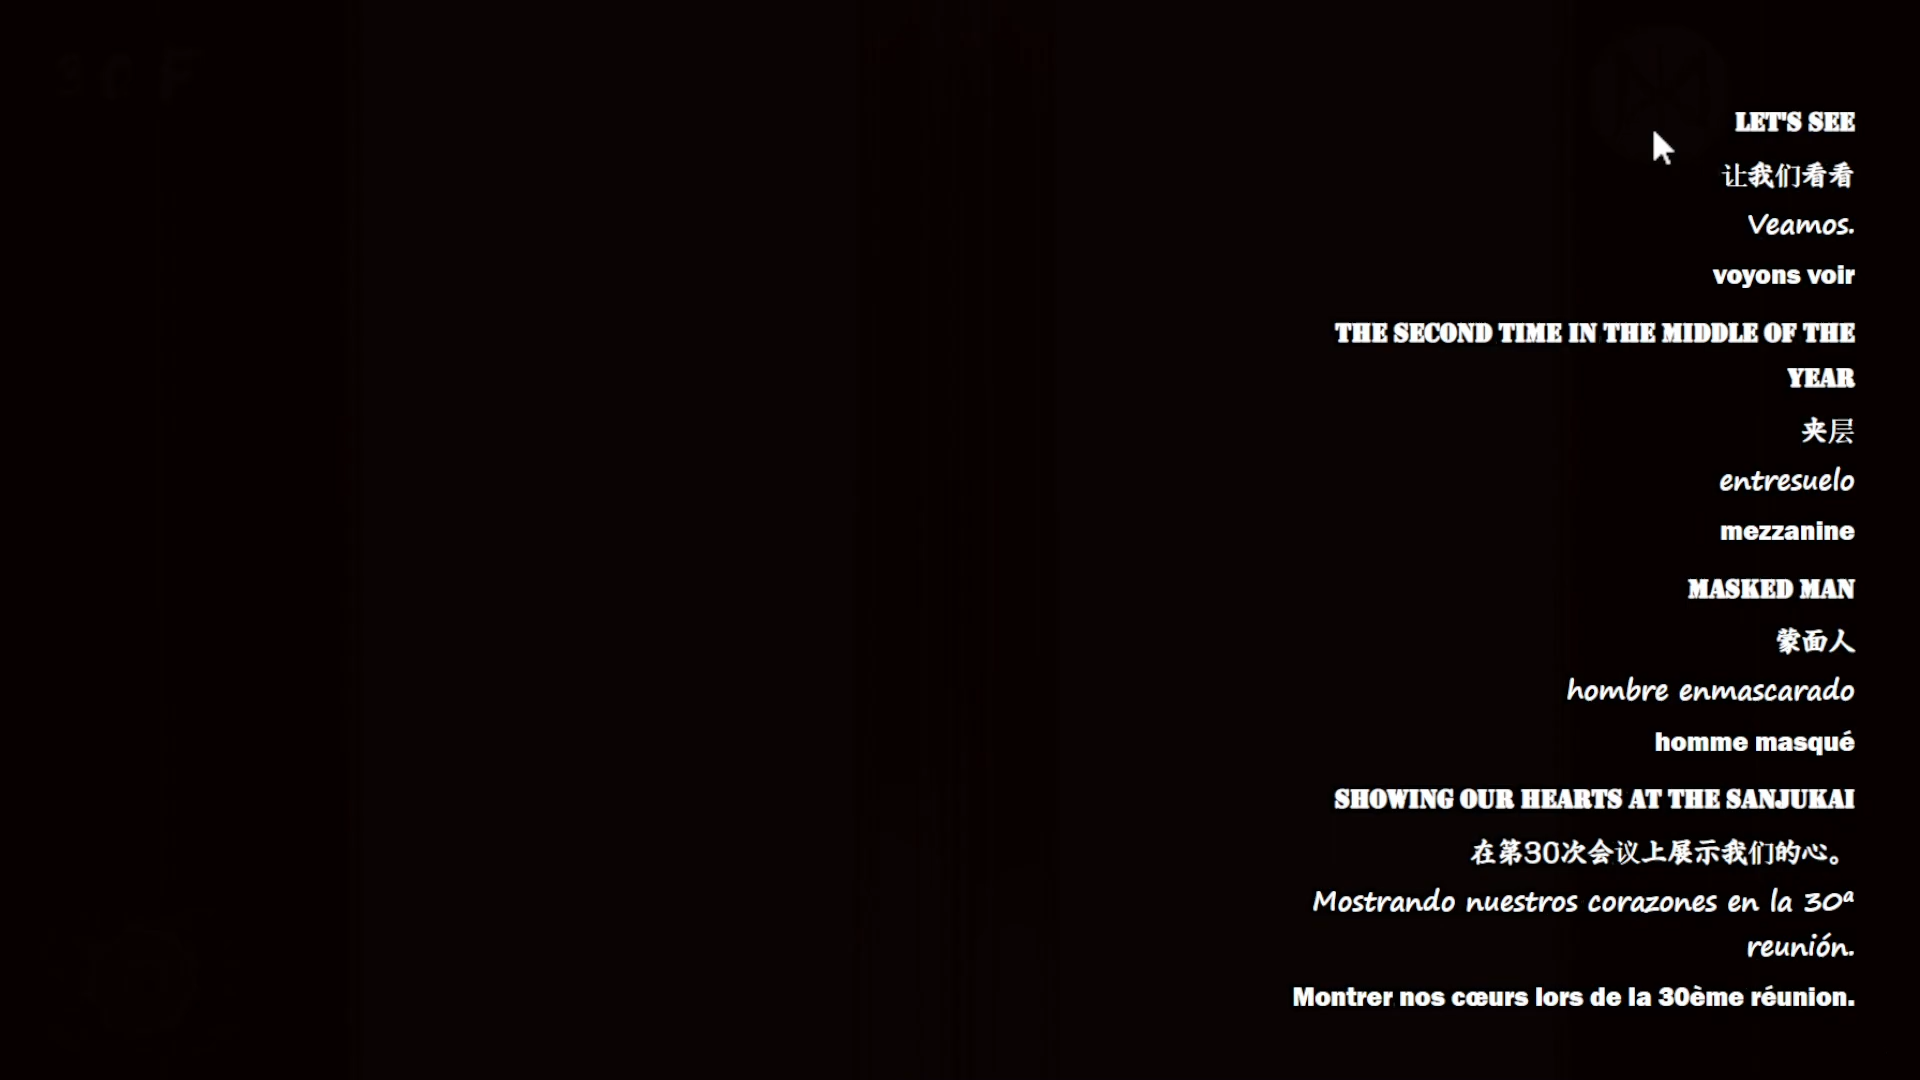 LET'S SEE
让我们看看
Veamos.
voyons voir
THE SECOND TIME IN THE MIDDLE OF THE
YEAR
夹层
entresuelo
mezzanine
MASKED MAN
蒙面人
hombre enmascarado
homme masqué
SHOWING OUR HEARTS AT THE SANJUKAI
在第30次会议上展示我们的心。
Mostrando nuestros corazones en la 30ª
reunión.
Montrer nos cœurs lors de la 30ème réunion.